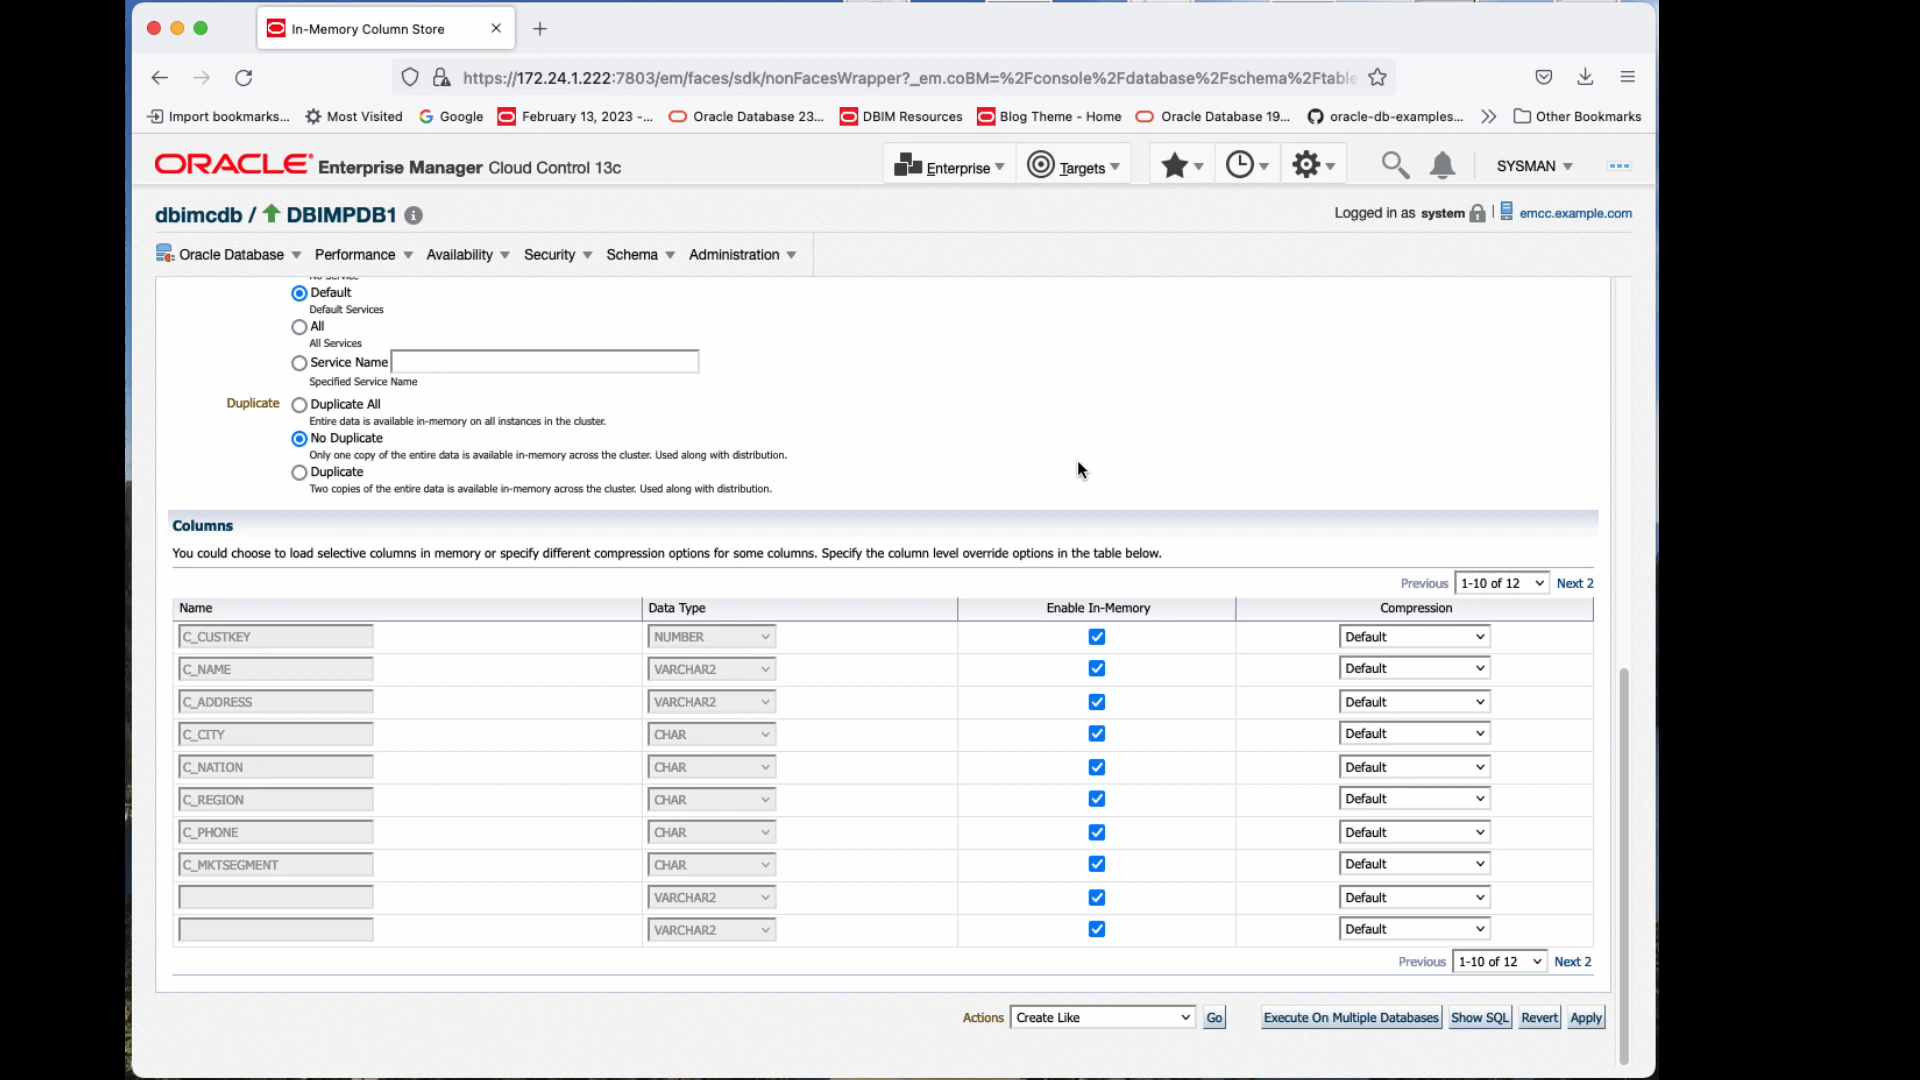 In-Memory Column Store
https://172.24.1.222:7803/em/faces/sdk/nonFacesWrapper?_em.coBM=%2Fconsole%2Fdatabase%2Fschema%2Ftable
Import bookmarks... Most Visited Google February 13, 2023 -... Oracle Database 23... DBIM Resources Blog Theme - Home Oracle Database 19... oracle-db-examples... Other Bookmarks
ORACLE Enterprise Manager Cloud Control 13c Enterprise Targets SYSMAN
dbimcdb / DBIMPDB1 Logged in as system emcc.example.com
Oracle Database Performance Availability Security Schema Administration
No Service
Default
Default Services
All
All Services
Service Name
Specified Service Name
Duplicate Duplicate All
Entire data is available in-memory on all instances in the cluster.
No Duplicate
Only one copy of the entire data is available in-memory across the cluster. Used along with distribution.
Duplicate
Two copies of the entire data is available in-memory across the cluster. Used along with distribution.
Columns
You could choose to load selective columns in memory or specify different compression options for some columns. Specify the column level override options in the table below.
Previous 1-10 of 12 Next 2
Name Data Type Enable In-Memory Compression
C_CUSTKEY NUMBER Default
C_NAME VARCHAR2 Default
C_ADDRESS VARCHAR2 Default
C_CITY CHAR Default
C_NATION CHAR Default
C_REGION CHAR Default
C_PHONE CHAR Default
C_MKTSEGMENT CHAR Default
VARCHAR2 Default
VARCHAR2 Default
Previous 1-10 of 12 Next 2
Actions Create Like Go Execute On Multiple Databases Show SQL Revert Apply